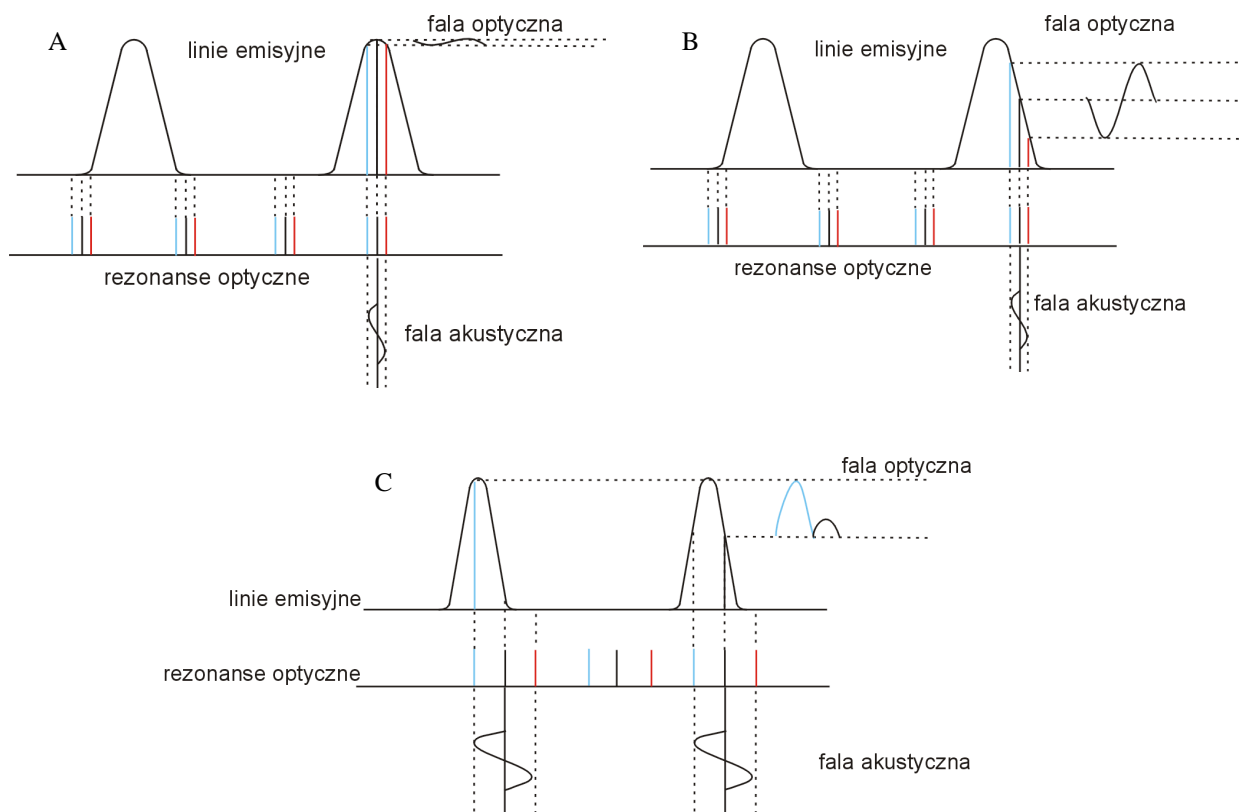 A
linie emisyjne
fala optyczna
rezonanse optyczne
fala akustyczna
B
linie emisyjne
fala optyczna
rezonanse optyczne
fala akustyczna
C
fala optyczna
linie emisyjne
rezonanse optyczne
fala akustyczna